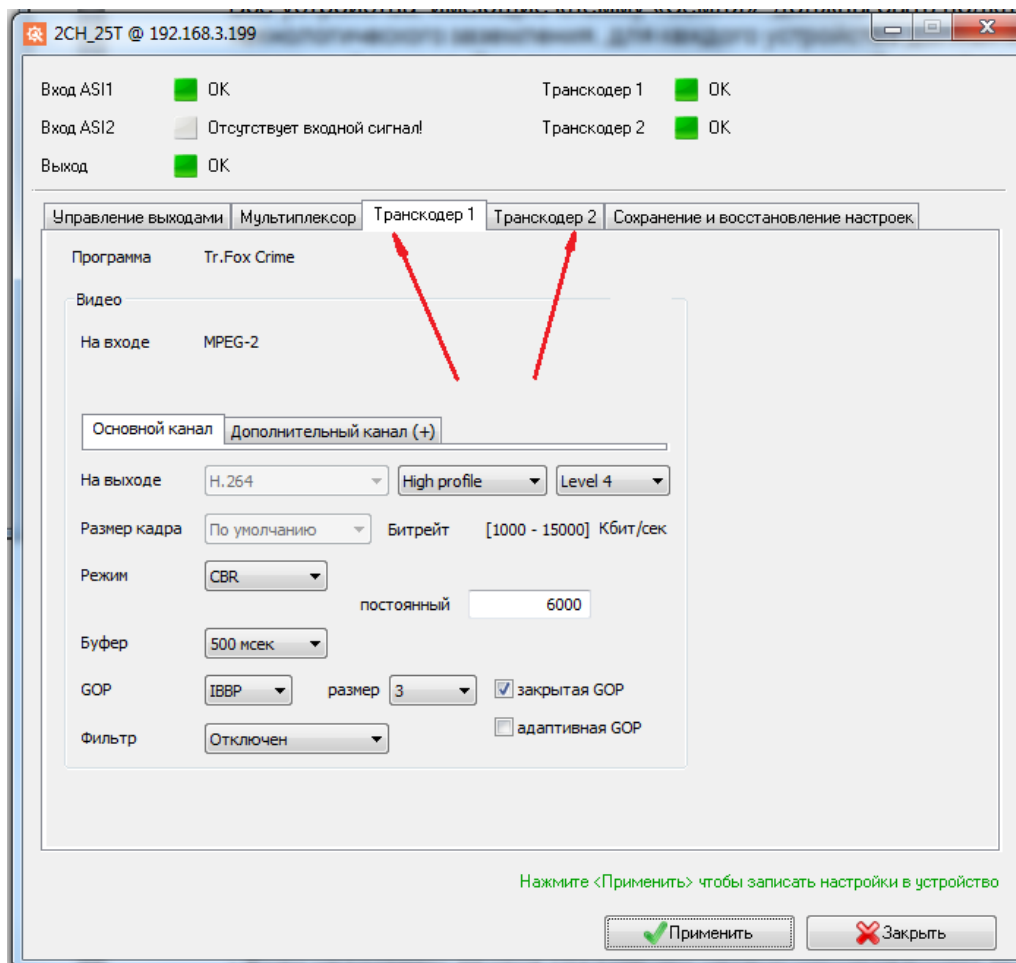 2CH_25T @ 192.168.3.199
Вход ASI1 OK Транскодер 1 OK
Вход ASI2 Отсутствует входной сигнал! Транскодер 2 OK
Выход OK
Управление выходами Мультиплексор Транскодер 1 Транскодер 2 Сохранение и восстановление настроек
Программа Tr.Fox Crime
Видео
На входе MPEG-2
Основной канал Дополнительный канал (+)
На выходе H.264 High profile Level 4
Размер кадра По умолчанию Битрейт [1000 - 15000] Кбит/сек
Режим CBR
постоянный 6000
Буфер 500 мсек
GOP IBBP размер 3 закрытая GOP
адаптивная GOP
Фильтр Отключен
Нажмите <Применить> чтобы записать настройки в устройство
Применить Закрыть